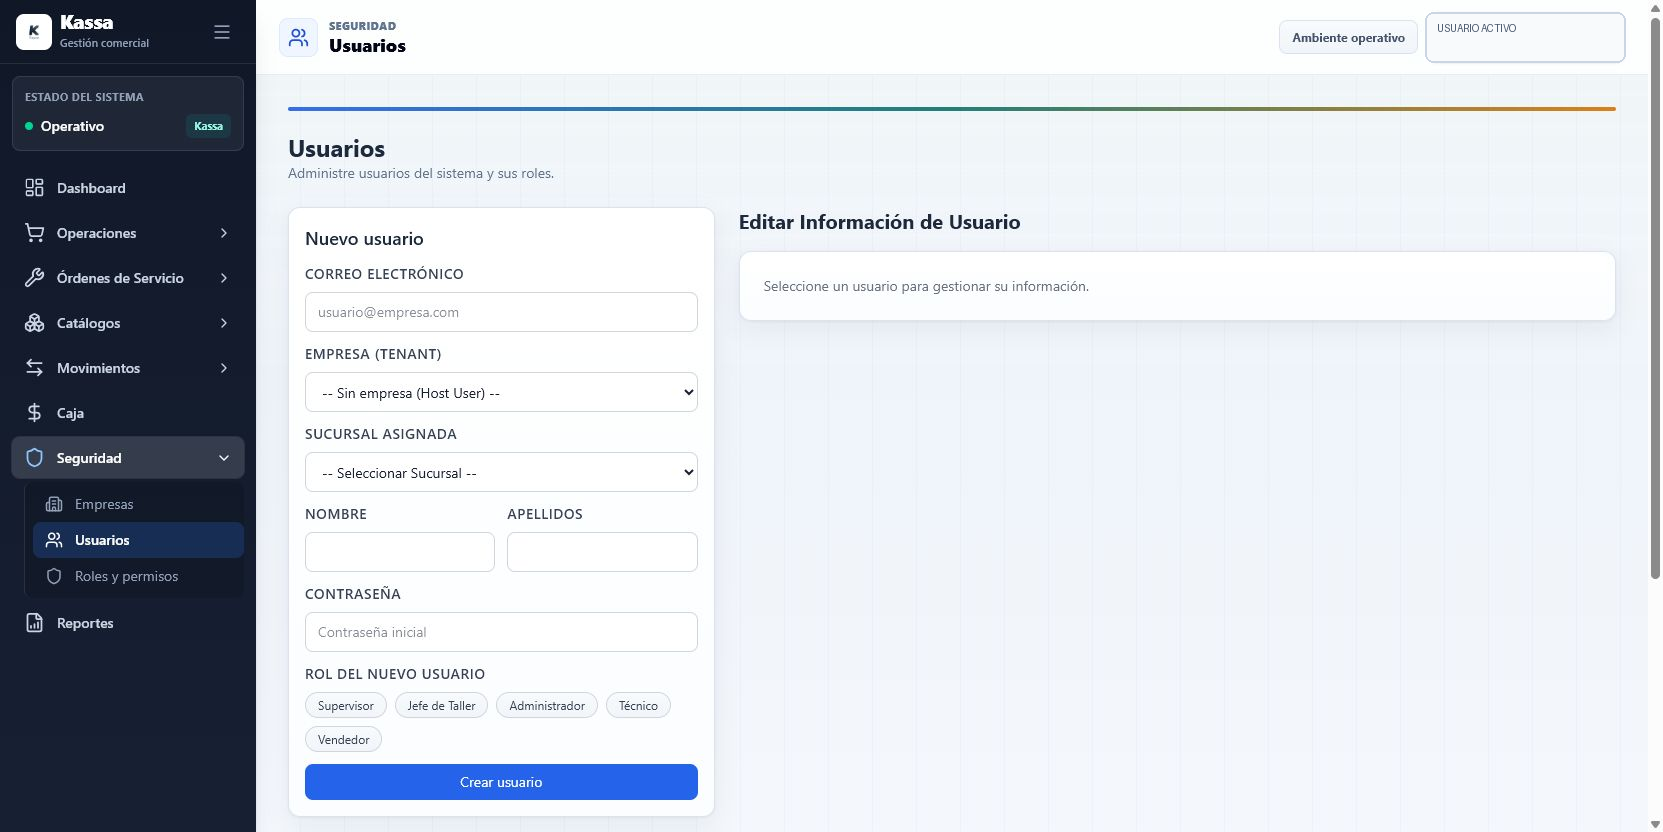 K
Kassa
Gestión comercial
ESTADO DEL SISTEMA
Operativo
Kassa
Dashboard
Operaciones
Órdenes de Servicio
Catálogos
Movimientos
Caja
Seguridad
Empresas
Usuarios
Roles y permisos
Reportes
SEGURIDAD
Usuarios
Ambiente operativo
USUARIO ACTIVO
Usuarios
Administre usuarios del sistema y sus roles.
Nuevo usuario
CORREO ELECTRÓNICO
usuario@empresa.com
EMPRESA (TENANT)
-- Sin empresa (Host User) --
SUCURSAL ASIGNADA
-- Seleccionar Sucursal --
NOMBRE APELLIDOS
CONTRASEÑA
Contraseña inicial
ROL DEL NUEVO USUARIO
Supervisor Jefe de Taller Administrador Técnico
Vendedor
Crear usuario
Editar Información de Usuario
Seleccione un usuario para gestionar su información.